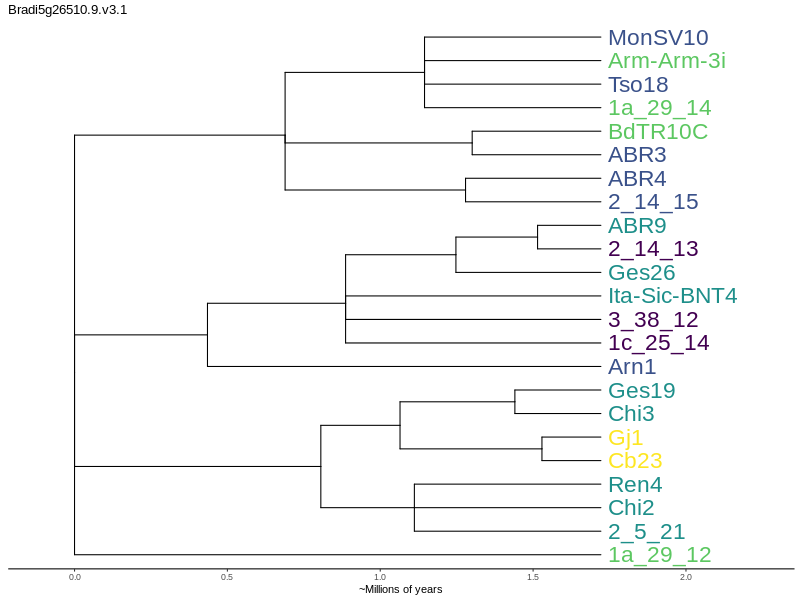 Bradi5g26510.9.v3.1
MonSV10
Arm-Arm-3i
Tso18
1a_29_14
BdTR10C
ABR3
ABR4
2_14_15
ABR9
2_14_13
Ges26
Ita-Sic-BNT4
3_38_12
1c_25_14
Arn1
Ges19
Chi3
Gj1
Cb23
Ren4
Chi2
2_5_21
1a_29_12
0.0 0.5 1.0 1.5 2.0
~Millions of years